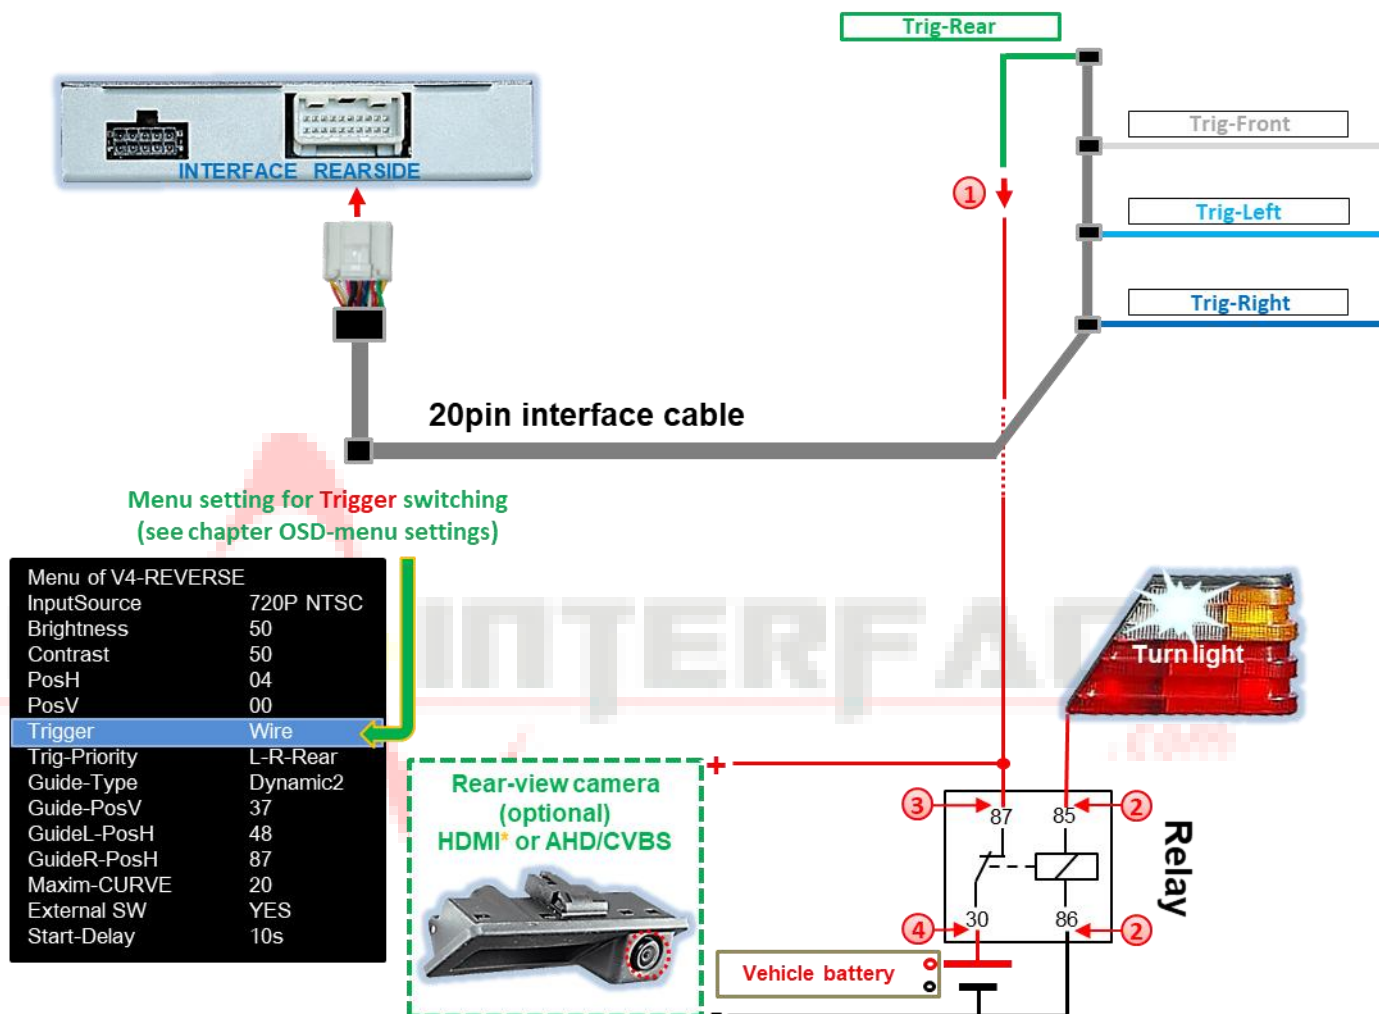 Trig-Rear
Trig-Front
Trig-Left
Trig-Right
INTERFACE REARSIDE
1
20pin interface cable
Menu setting for Trigger switching
(see chapter OSD-menu settings)
Menu of V4-REVERSE
InputSource 720P NTSC
Brightness 50
Contrast 50
PosH 04
PosV 00
Trigger Wire
Trig-Priority L-R-Rear
Guide-Type Dynamic2
Guide-PosV 37
GuideL-PosH 48
GuideR-PosH 87
Maxim-CURVE 20
External SW YES
Start-Delay 10s
INTERFAC
.com
Turn light
Rear-view camera
(optional)
HDMI* or AHD/CVBS
+
-
3
87
85
2
Relay
4
30
86
2
Vehicle battery